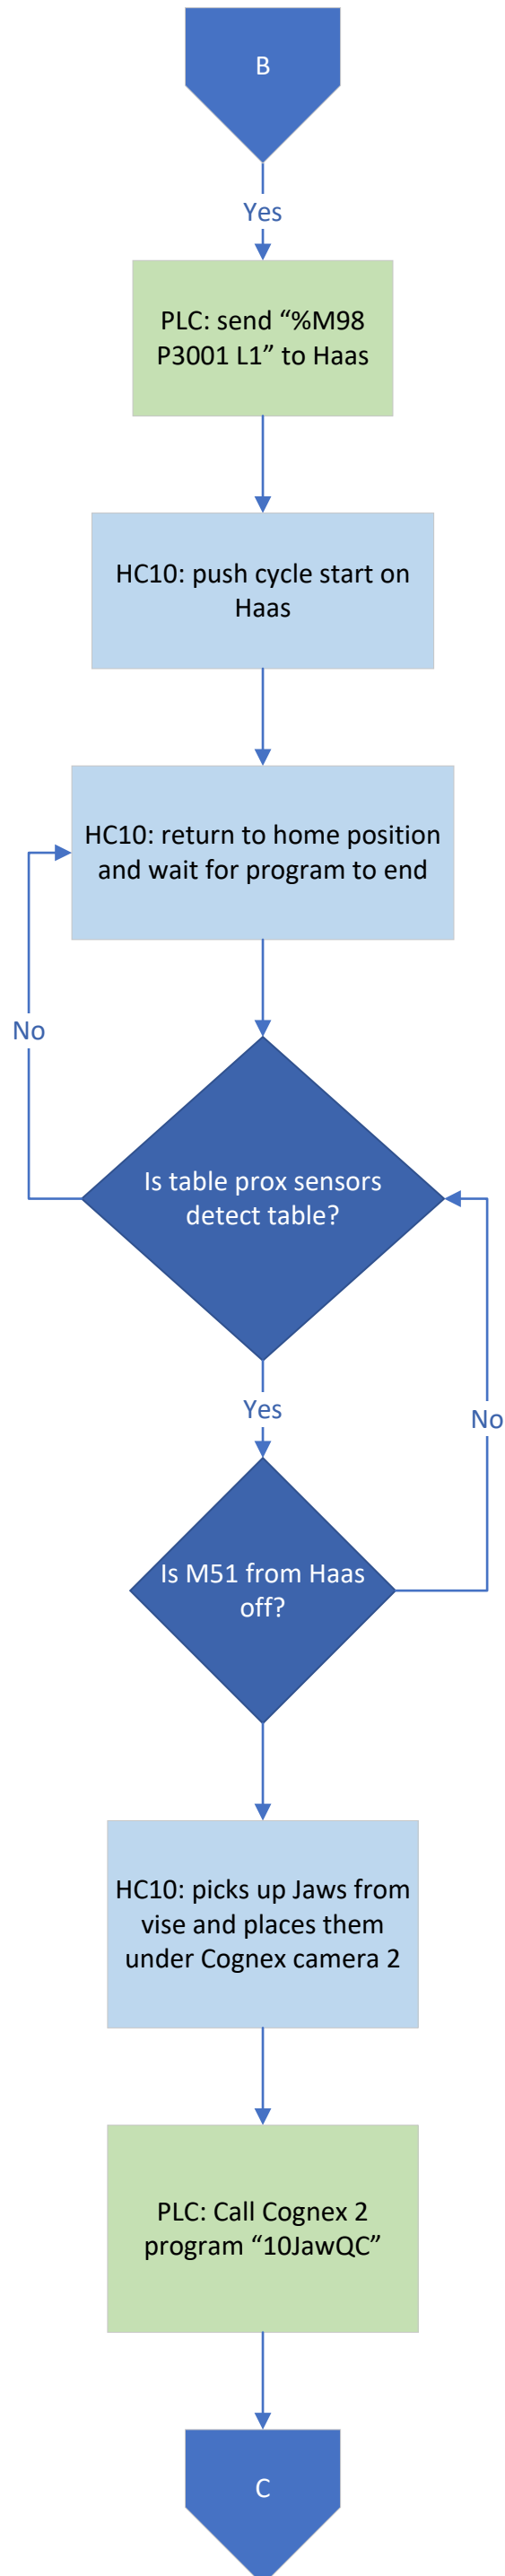 B
Yes
PLC: send “%M98
P3001 L1” to Haas
HC10: push cycle start on
Haas
HC10: return to home position
and wait for program to end
No
Is table prox sensors
detect table?
Yes
No
Is M51 from Haas
off?
HC10: picks up Jaws from
vise and places them
under Cognex camera 2
PLC: Call Cognex 2
program “10JawQC”
C